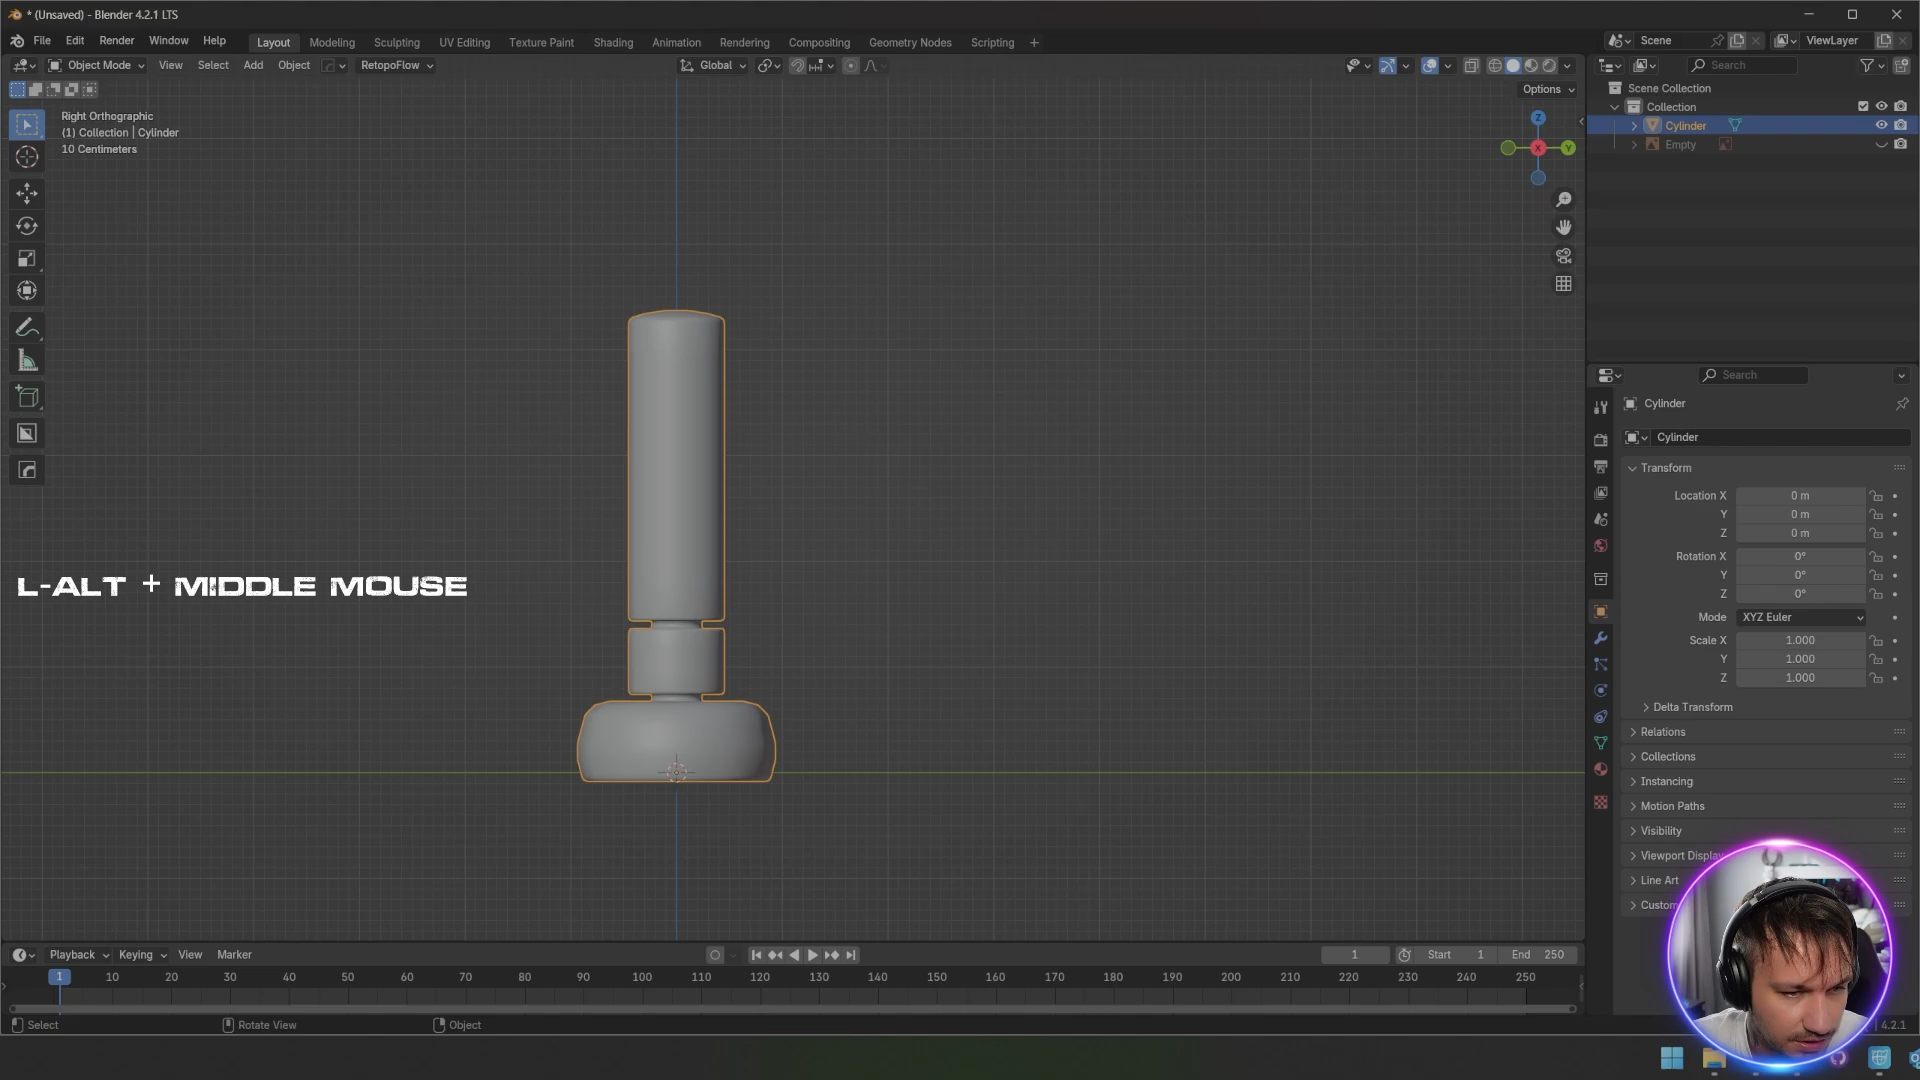 * (Unsaved) - Blender 4.2.1 LTS
File Edit Render Window Help Layout Modeling Sculpting UV Editing Texture Paint Shading Animation Rendering Compositing Geometry Nodes Scripting + Scene ViewLayer
Object Mode View Select Add Object RetopoFlow Global Search
Options
Right Orthographic
(1) Collection | Cylinder
10 Centimeters
Z
X
Y
Scene Collection
Collection
Cylinder
Empty
L-ALT + MIDDLE MOUSE
Search
Cylinder
Cylinder
Transform
Location X 0 m
Y 0 m
Z 0 m
Rotation X 0°
Y 0°
Z 0°
Mode XYZ Euler
Scale X 1.000
Y 1.000
Z 1.000
Delta Transform
Relations
Collections
Instancing
Motion Paths
Visibility
Viewport Display
Line Art
Custom
Playback Keying View Marker 1 Start 1 End 250
1 10 20 30 40 50 60 70 80 90 100 110 120 130 140 150 160 170 180 190 200 210 220 230 240 250
Select Rotate View Object 4.2.1